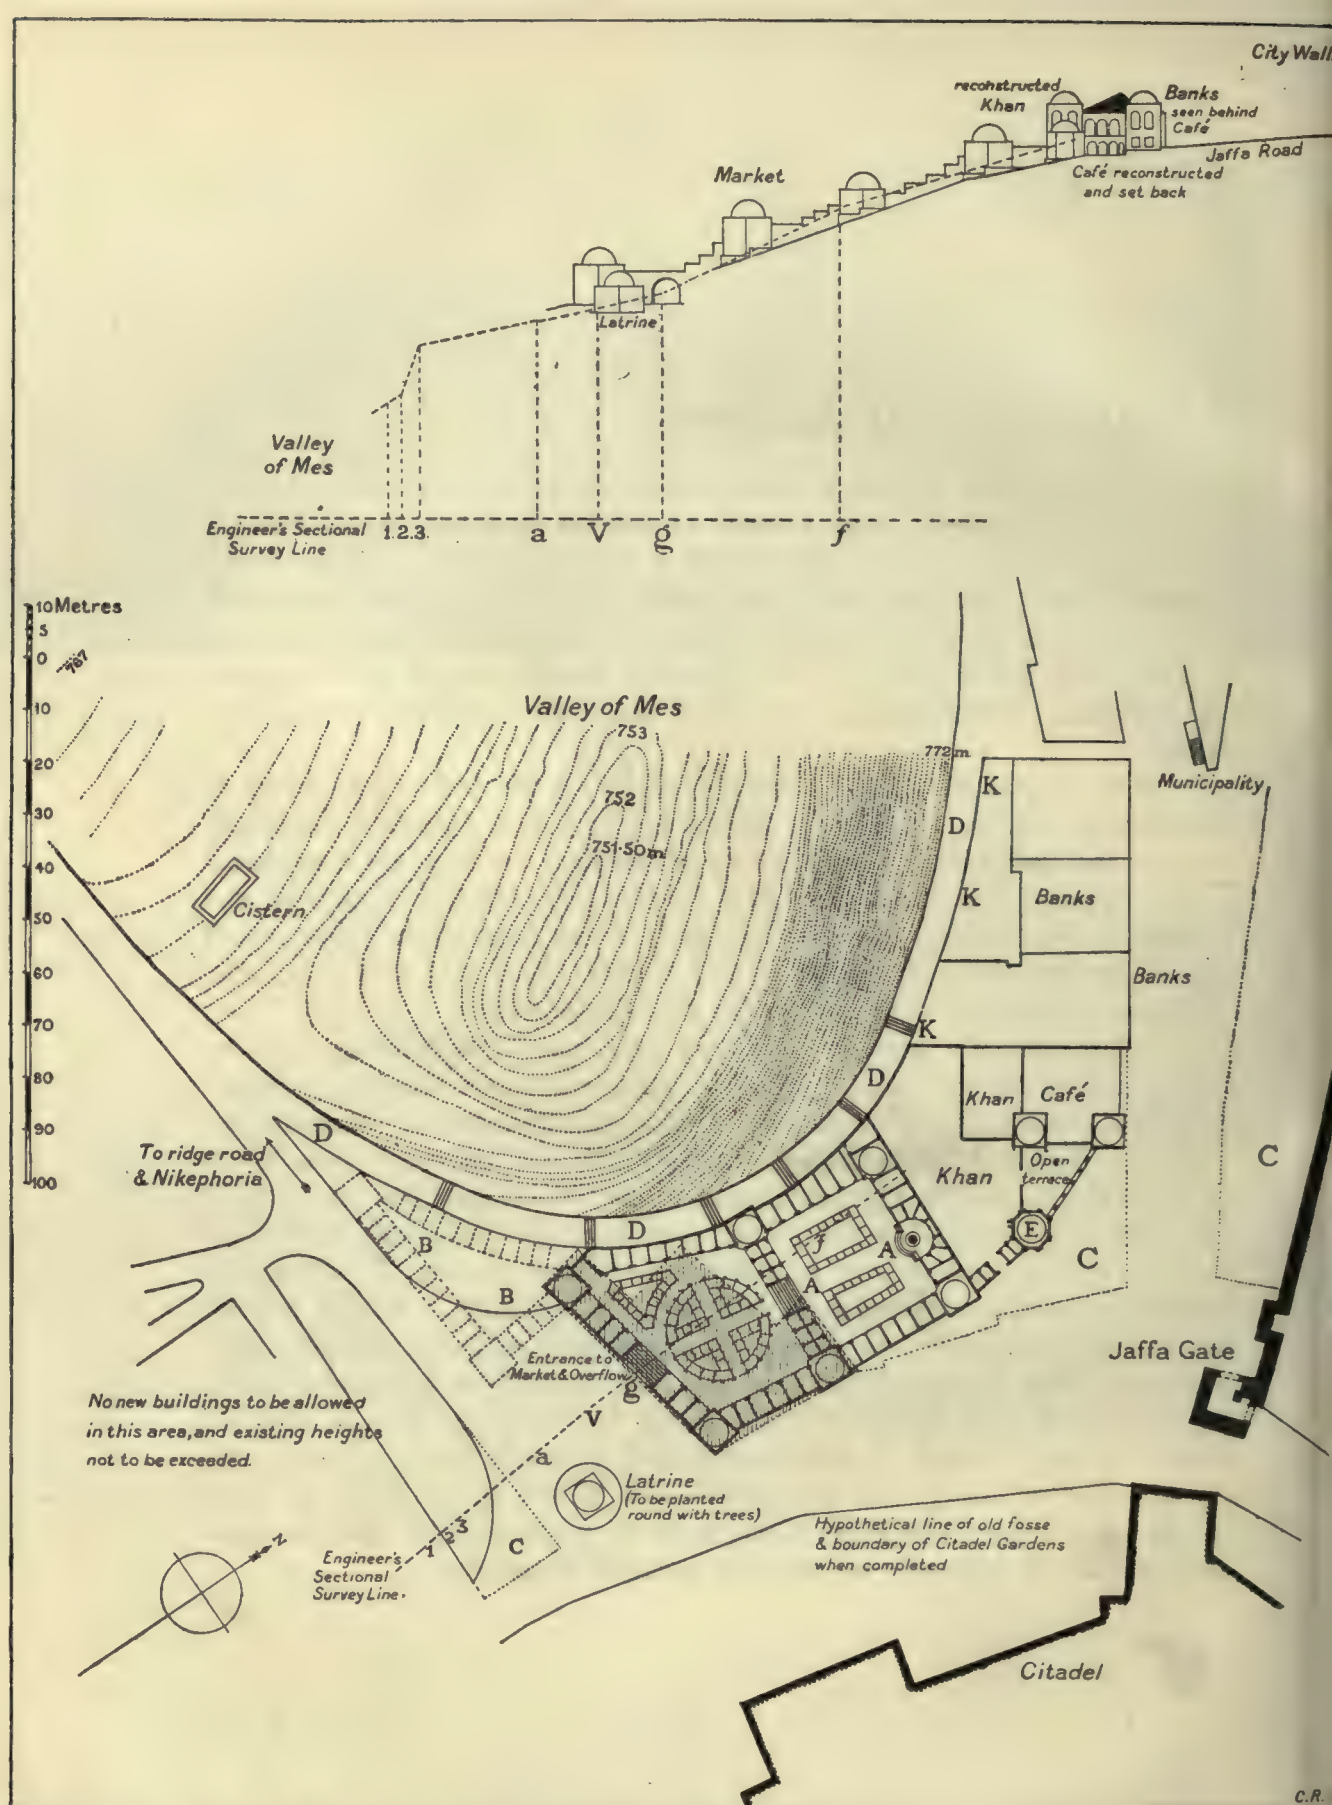 City Wall
reconstructed
Khan
Banks
seen behind
Café
Jaffa Road
Café reconstructed
and set back
Market
Latrine
Valley
of Mes
Engineer's Sectional
Survey Line
1.2.3.
a
V
g
f
10 Metres
5
0
10
20
30
40
50
60
70
80
90
100
767
Valley of Mes
753
752
751·50m
772m
Cistern
Municipality
K
D
K
Banks
Banks
K
D
Khan
Café
D
To ridge road
& Nikephoria
Khan
Open
terrace
C
D
E
C
B
B
f
A
A
Entrance to
Market & Overflow
g
V
a
Jaffa Gate
No new buildings to be allowed
in this area, and existing heights
not to be exceeded.
Latrine
(To be planted
round with trees)
Hypothetical line of old fosse
& boundary of Citadel Gardens
when completed
1
2
3
C
N
Engineer's
Sectional
Survey Line.
Citadel
C.R.